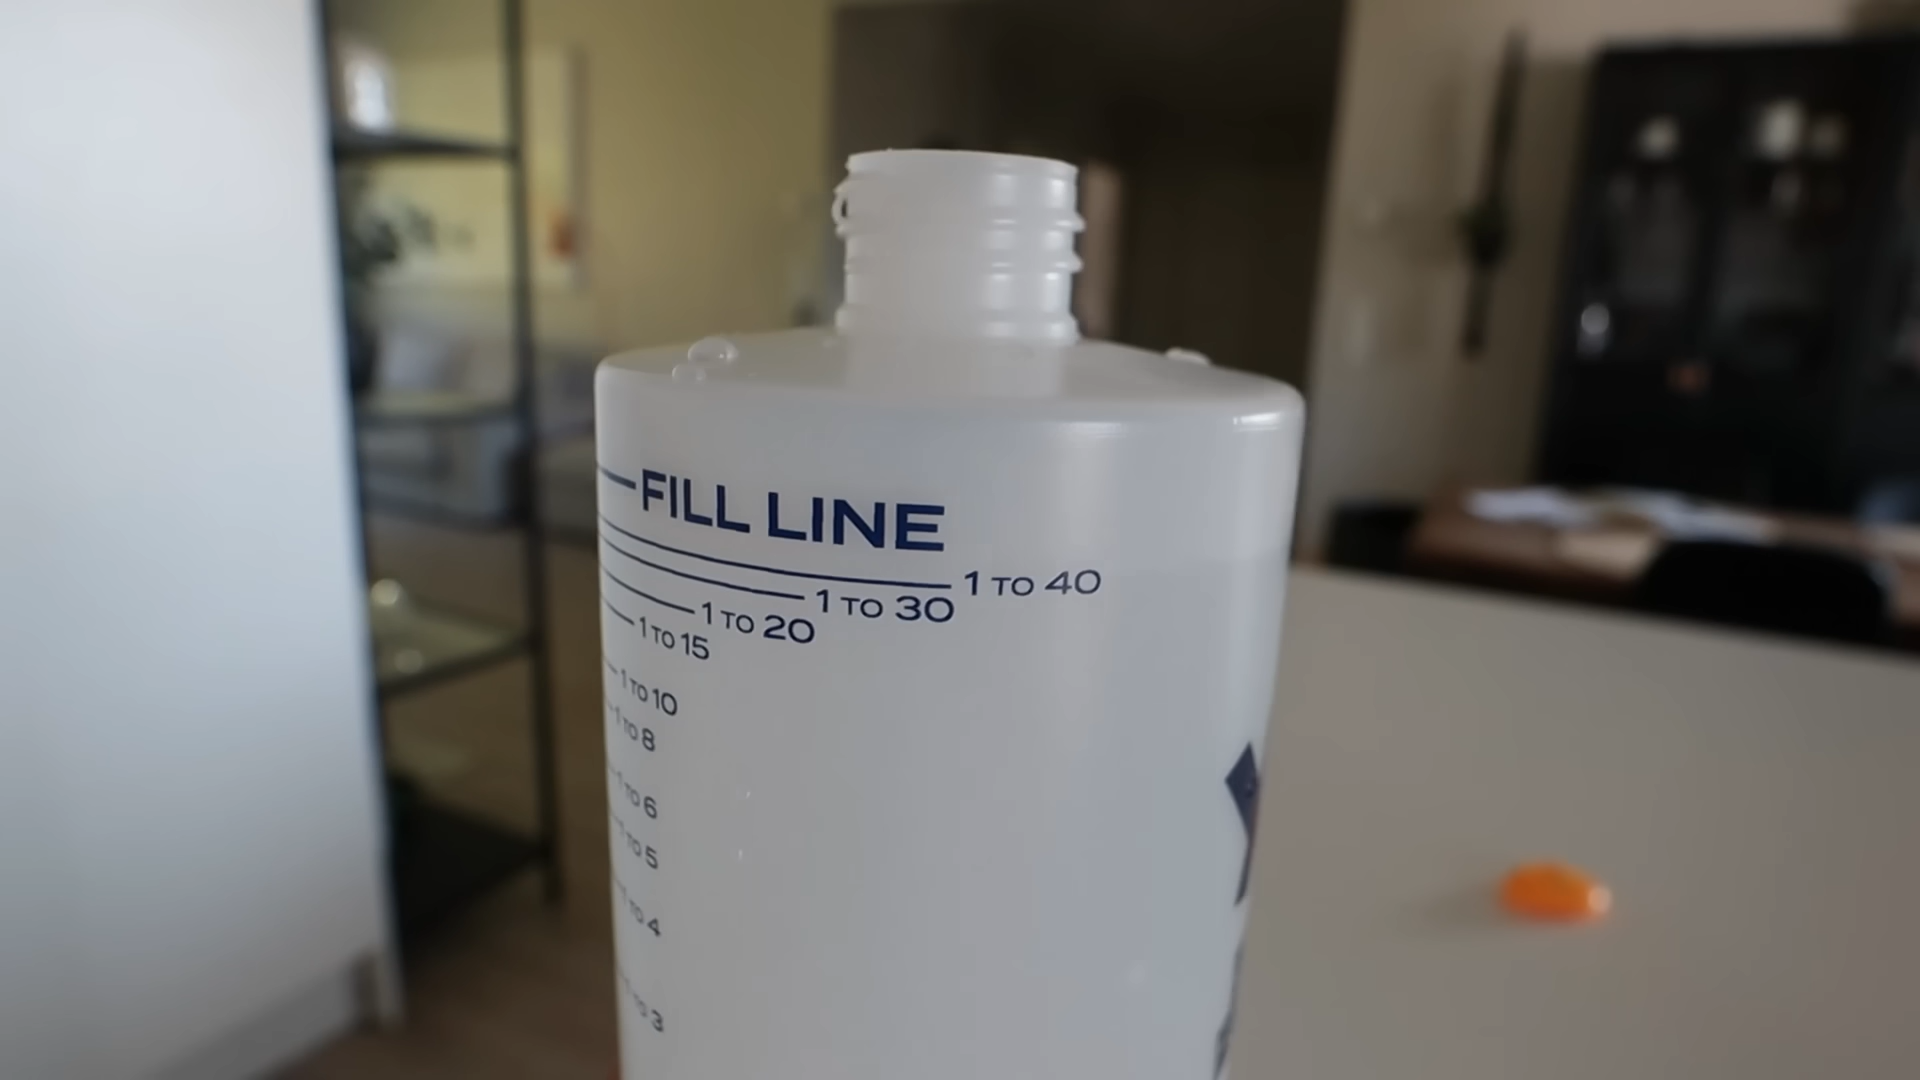 FILL LINE
1 TO 40
1 TO 30
1 TO 20
1 TO 15
1 TO 10
1 TO 8
1 TO 6
1 TO 5
1 TO 4
1 TO 3